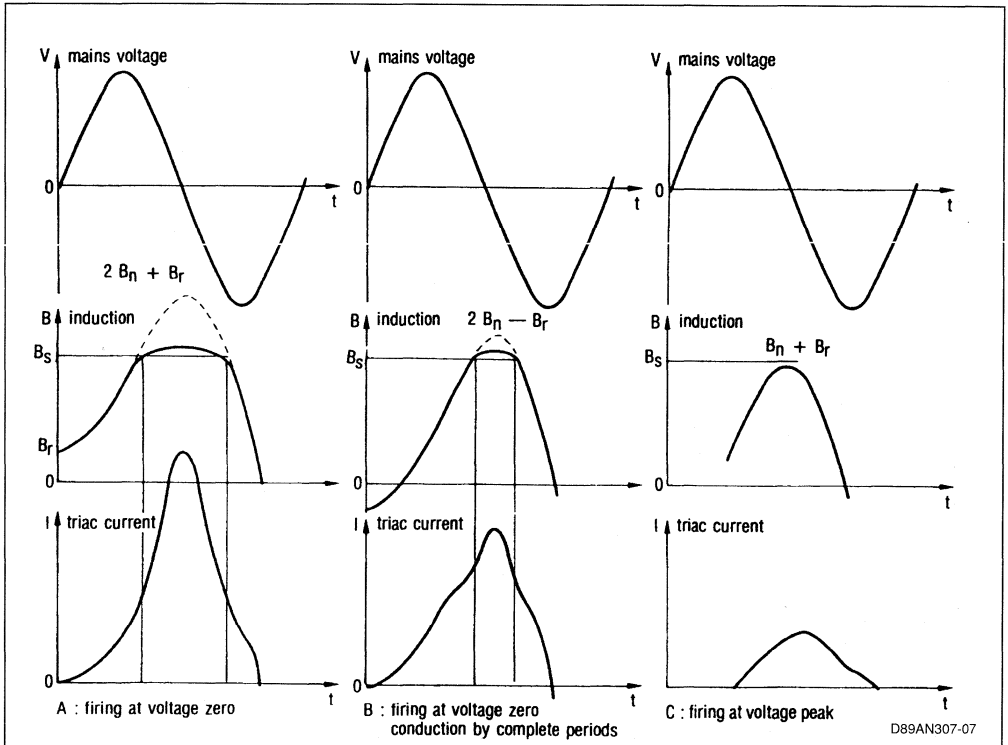 V mains voltage
0
t
2 Bn + Br
B induction
Bs
Br
0
t
I triac current
0
t
A : firing at voltage zero
V mains voltage
0
t
B induction
2 Bn — Br
Bs
0
t
I triac current
0
t
B : firing at voltage zero
conduction by complete periods
V mains voltage
0
t
B induction
Bs
Bn + Br
0
t
I triac current
t
C : firing at voltage peak
D89AN307-07